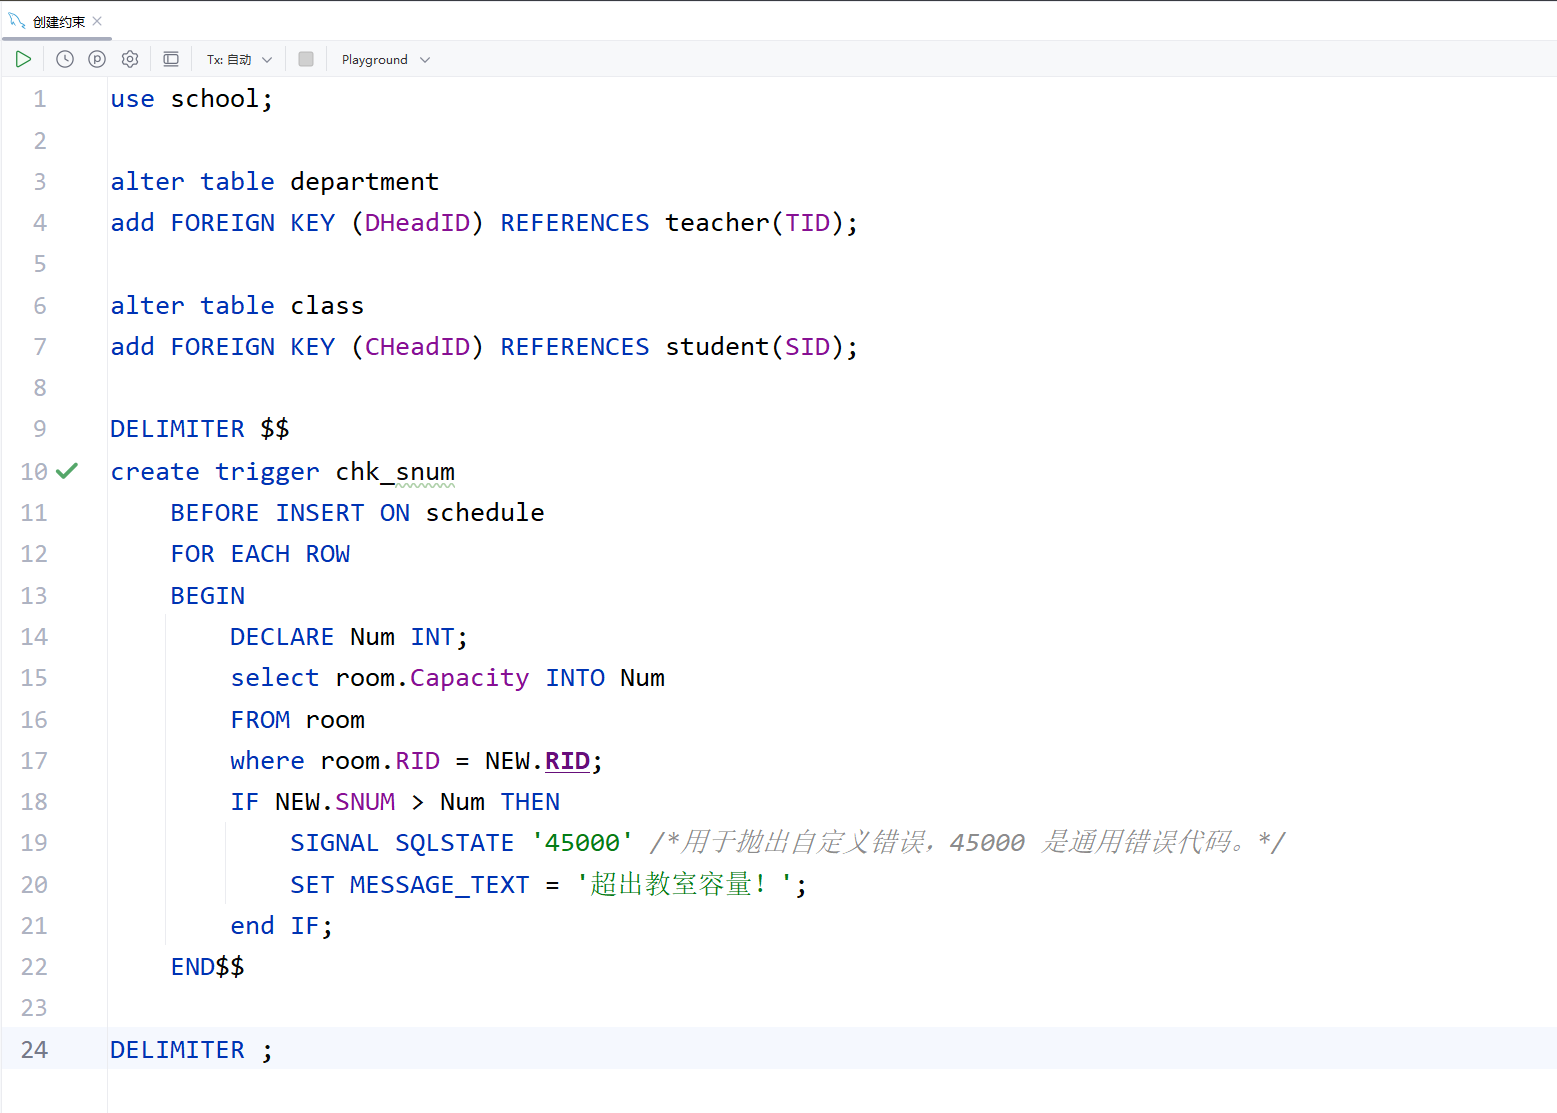 创建约束
Tx: 自动 Playground
1 use school;
2
3 alter table department
4 add FOREIGN KEY (DHeadID) REFERENCES teacher(TID);
5
6 alter table class
7 add FOREIGN KEY (CHeadID) REFERENCES student(SID);
8
9 DELIMITER $$
10 create trigger chk_snum
11 BEFORE INSERT ON schedule
12 FOR EACH ROW
13 BEGIN
14 DECLARE Num INT;
15 select room.Capacity INTO Num
16 FROM room
17 where room.RID = NEW.RID;
18 IF NEW.SNUM > Num THEN
19 SIGNAL SQLSTATE '45000' /*用于抛出自定义错误，45000 是通用错误代码。*/
20 SET MESSAGE_TEXT = '超出教室容量！';
21 end IF;
22 END$$
23
24 DELIMITER ;